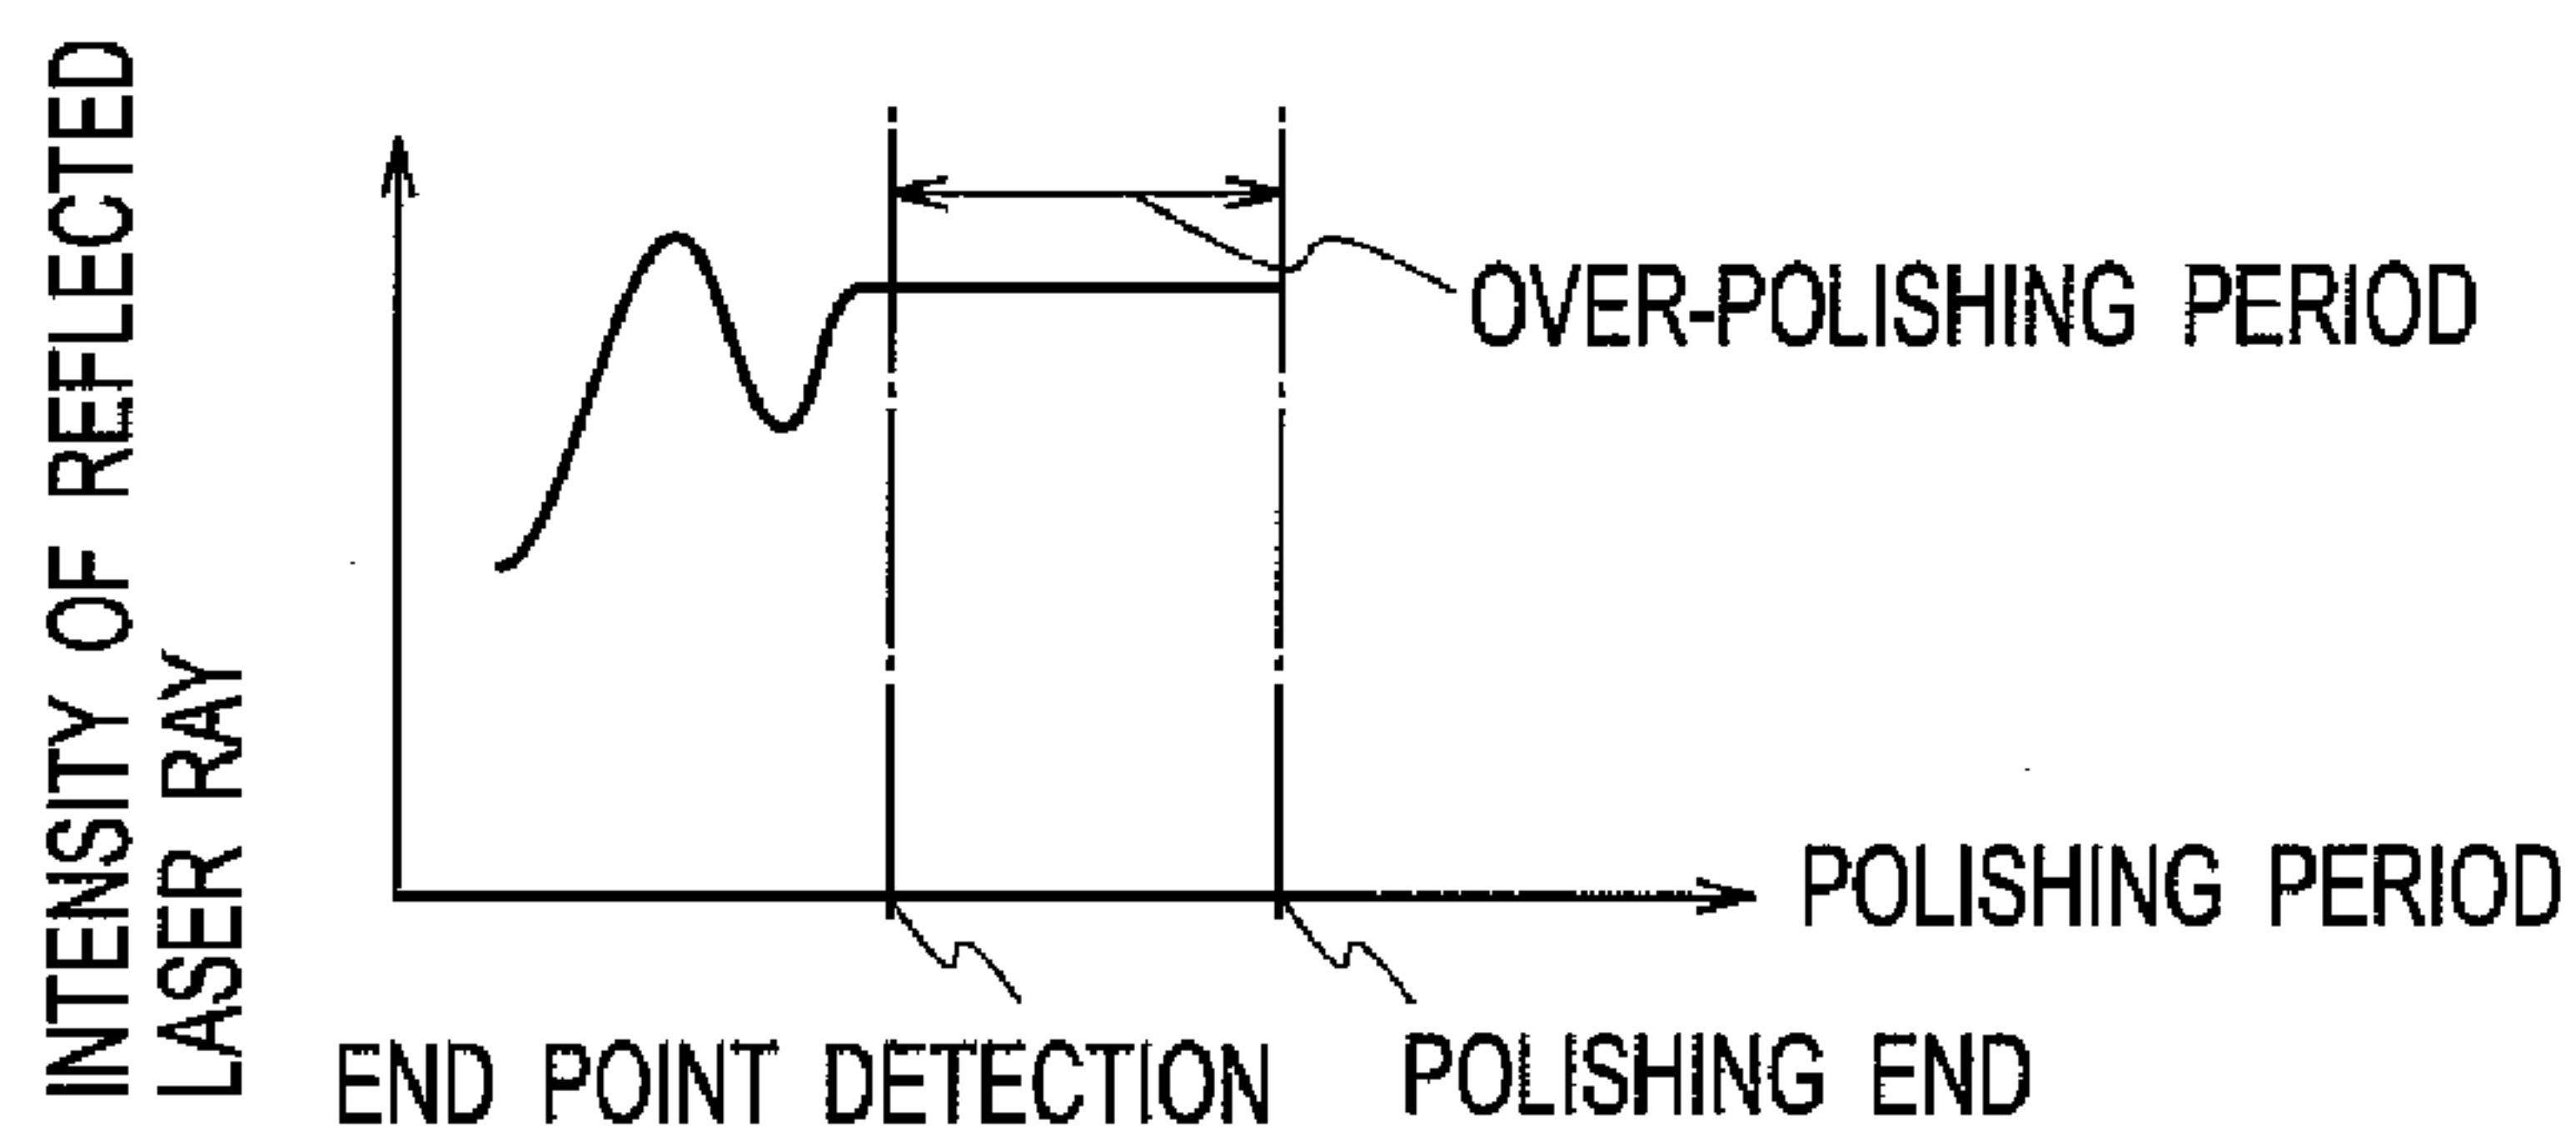 INTENSITY OF REFLECTED
LASER RAY
OVER-POLISHING PERIOD
POLISHING PERIOD
END POINT DETECTION
POLISHING END